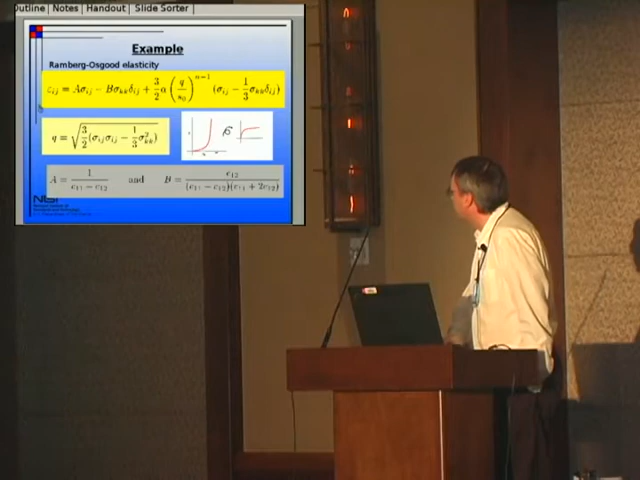 Outline | Notes | Handout | Slide Sorter |
Example
Ramberg-Osgood elasticity
ε_ij = Aσ_ij − Bσ_kk δ_ij + 3/2 α (q/s_0)^(n−1) (σ_ij − 1/3 σ_kk δ_ij)
q = √(3/2 (σ_ij σ_ij − 1/3 σ_kk^2))
A = 1/(c_11 − c_12) and B = c_12/((c_11 − c_12)(c_11 + 2c_12))
NIST